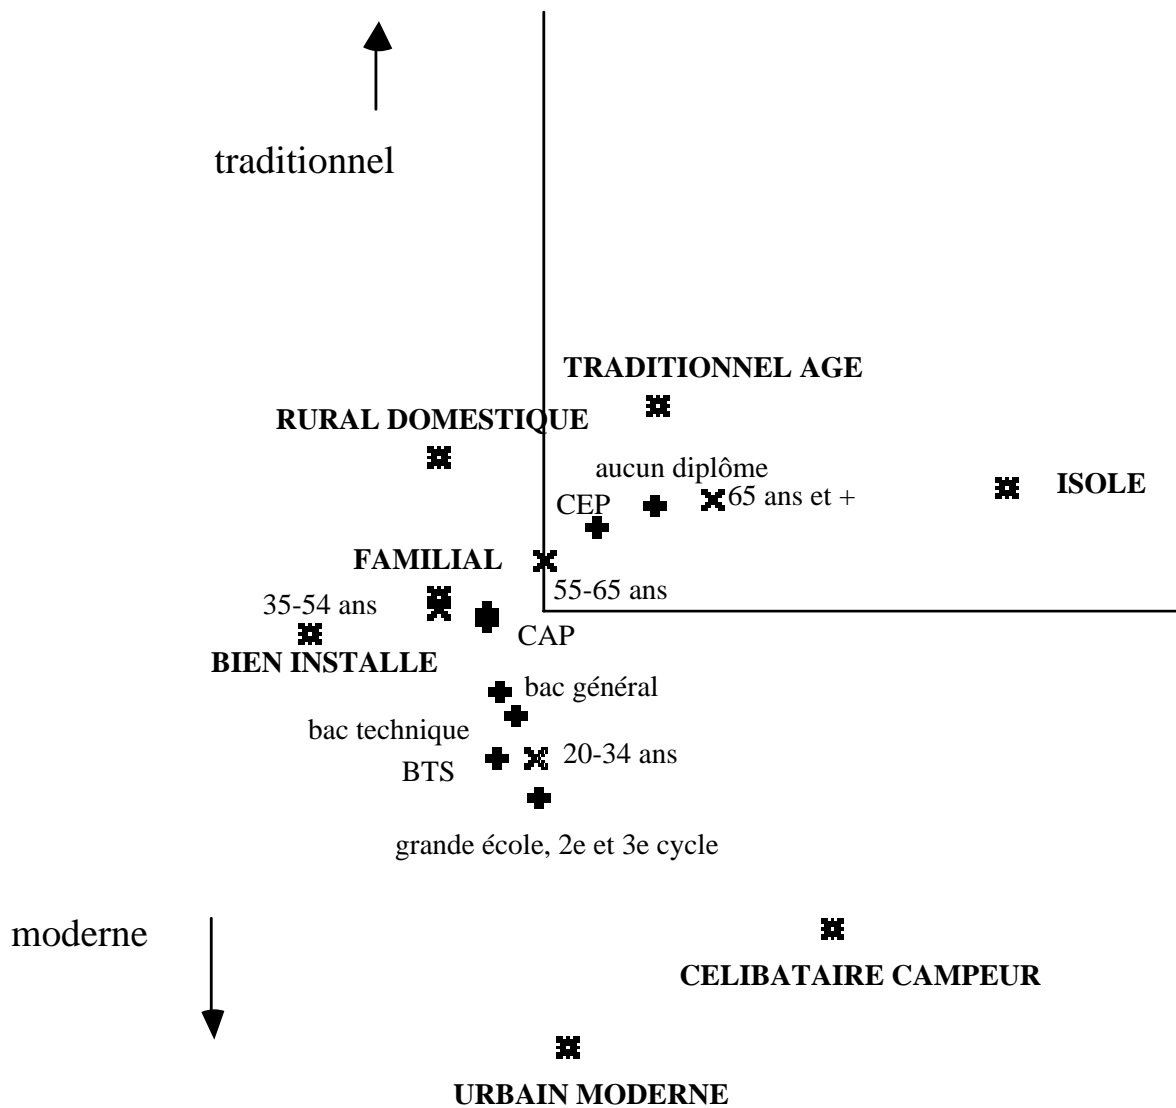 traditionnel
TRADITIONNEL AGE
RURAL DOMESTIQUE
aucun diplôme
ISOLE
65 ans et +
CEP
FAMILIAL
55-65 ans
35-54 ans
CAP
BIEN INSTALLE
bac général
bac technique
20-34 ans
BTS
grande école, 2e et 3e cycle
moderne
CELIBATAIRE CAMPEUR
URBAIN MODERNE